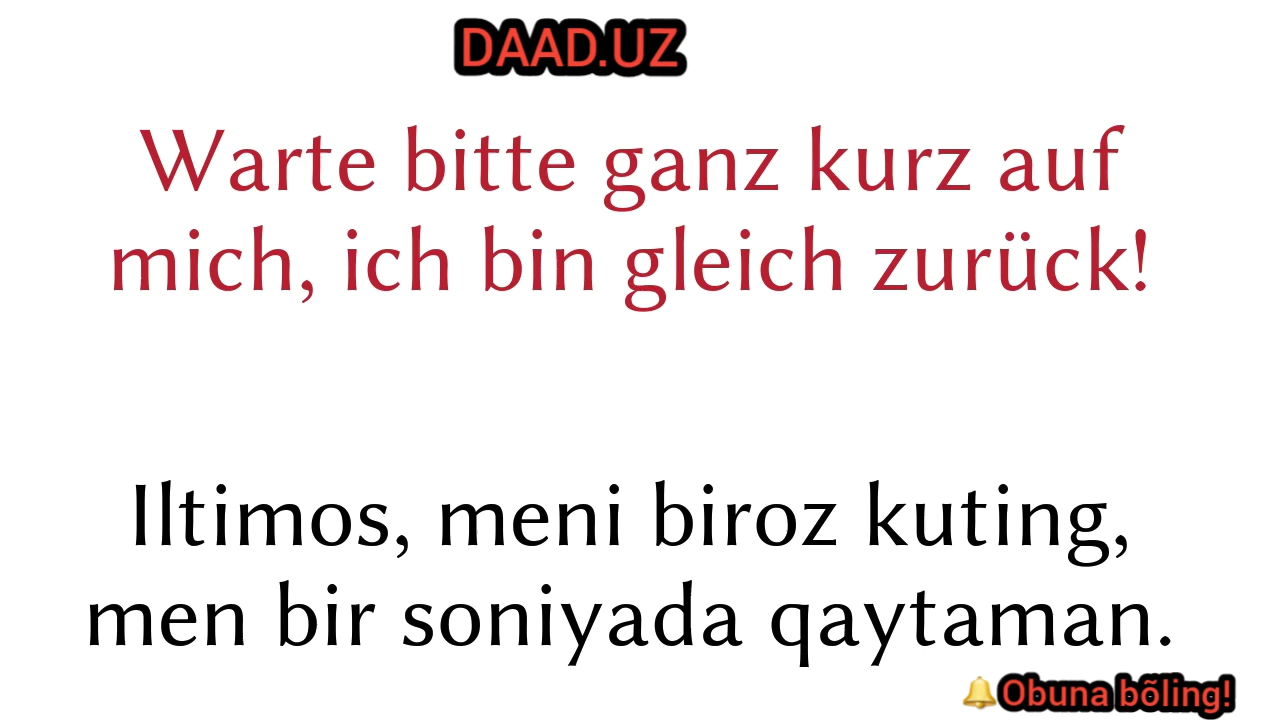 DAAD.UZ
Warte bitte ganz kurz auf
mich, ich bin gleich zurück!
Iltimos, meni biroz kuting,
men bir soniyada qaytaman.
🔔Obuna bõling!